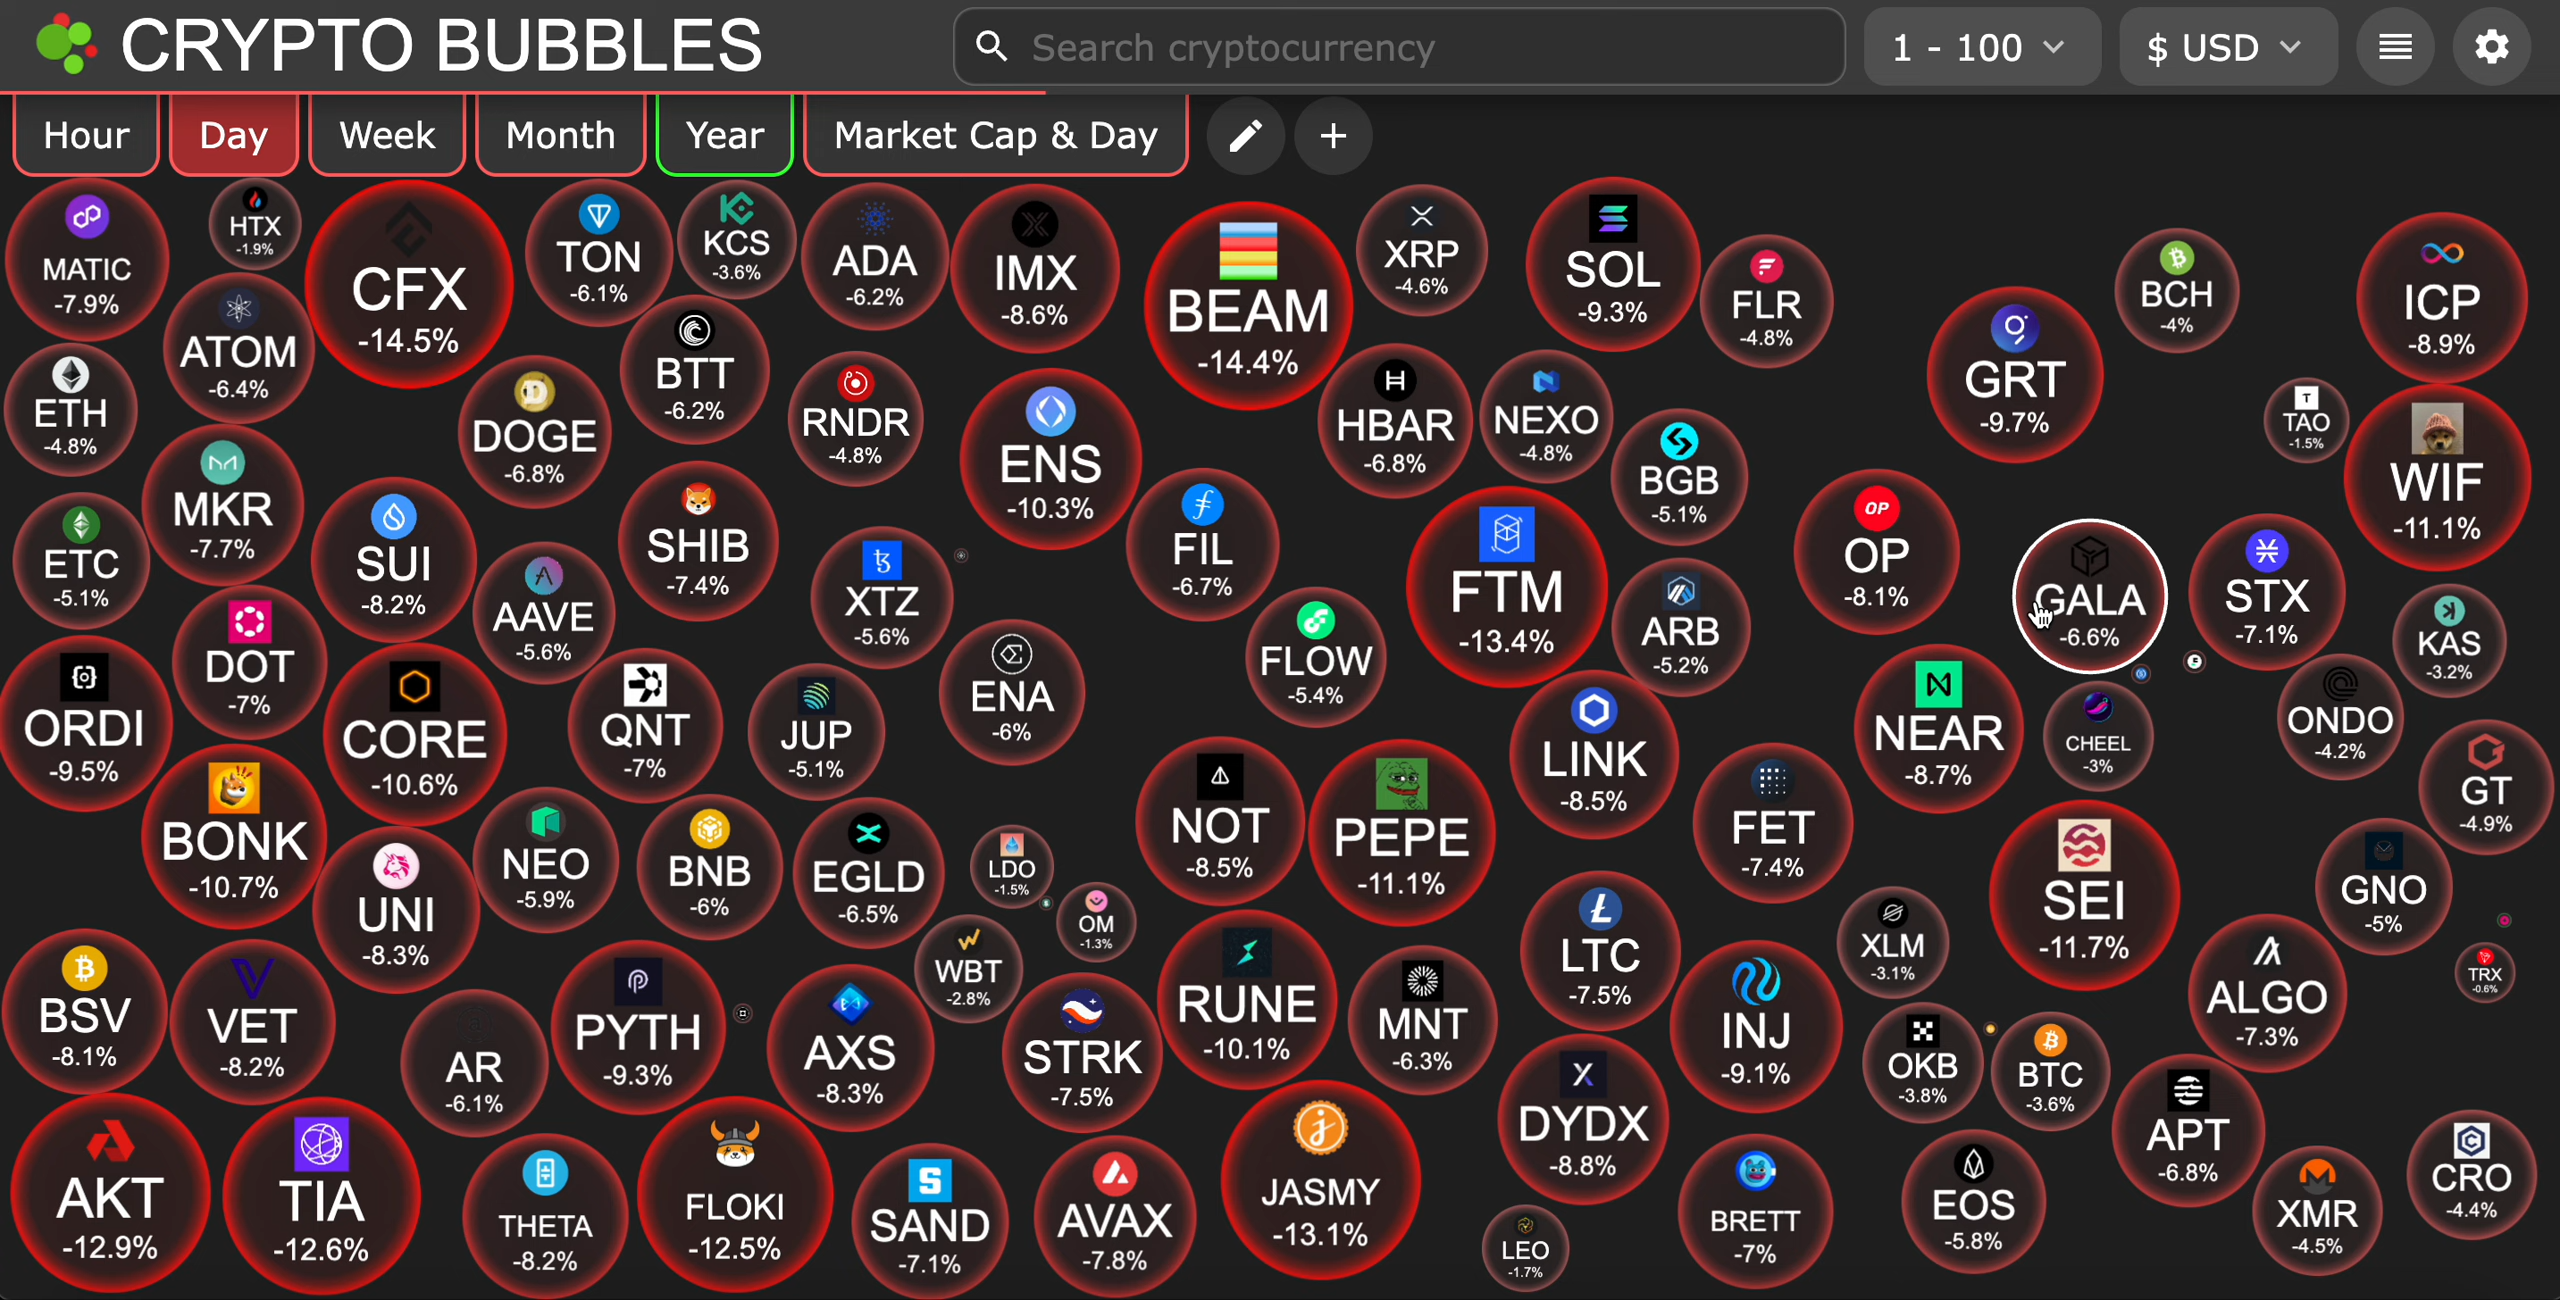 CRYPTO BUBBLES
Search cryptocurrency
1 - 100
$ USD
Hour
Day
Week
Month
Year
Market Cap & Day
MATIC
-7.9%
HTX
-1.9%
CFX
-14.5%
TON
-6.1%
KCS
-3.6%
ADA
-6.2%
IMX
-8.6%
BEAM
-14.4%
XRP
-4.6%
SOL
-9.3%
FLR
-4.8%
BCH
-4%
ICP
-8.9%
ATOM
-6.4%
ETH
-4.8%
DOGE
-6.8%
BTT
-6.2%
RNDR
-4.8%
ENS
-10.3%
HBAR
-6.8%
NEXO
-4.8%
GRT
-9.7%
T
TAO
-1.5%
WIF
-11.1%
MKR
-7.7%
ETC
-5.1%
SUI
-8.2%
SHIB
-7.4%
AAVE
-5.6%
XTZ
-5.6%
FIL
-6.7%
BGB
-5.1%
FTM
-13.4%
OP
OP
-8.1%
GALA
-6.6%
STX
-7.1%
KAS
-3.2%
DOT
-7%
ORDI
-9.5%
CORE
-10.6%
QNT
-7%
JUP
-5.1%
ENA
-6%
FLOW
-5.4%
ARB
-5.2%
LINK
-8.5%
NEAR
-8.7%
CHEEL
-3%
ONDO
-4.2%
GT
-4.9%
BONK
-10.7%
UNI
-8.3%
NEO
-5.9%
BNB
-6%
EGLD
-6.5%
LDO
-1.5%
OM
-1.3%
NOT
-8.5%
PEPE
-11.1%
FET
-7.4%
SEI
-11.7%
GNO
-5%
BSV
-8.1%
VET
-8.2%
AR
-6.1%
PYTH
-9.3%
AXS
-8.3%
WBT
-2.8%
STRK
-7.5%
RUNE
-10.1%
MNT
-6.3%
LTC
-7.5%
INJ
-9.1%
XLM
-3.1%
OKB
-3.8%
BTC
-3.6%
ALGO
-7.3%
TRX
-0.6%
AKT
-12.9%
TIA
-12.6%
THETA
-8.2%
FLOKI
-12.5%
S
SAND
-7.1%
AVAX
-7.8%
JASMY
-13.1%
DYDX
-8.8%
LEO
-1.7%
BRETT
-7%
EOS
-5.8%
APT
-6.8%
XMR
-4.5%
CRO
-4.4%